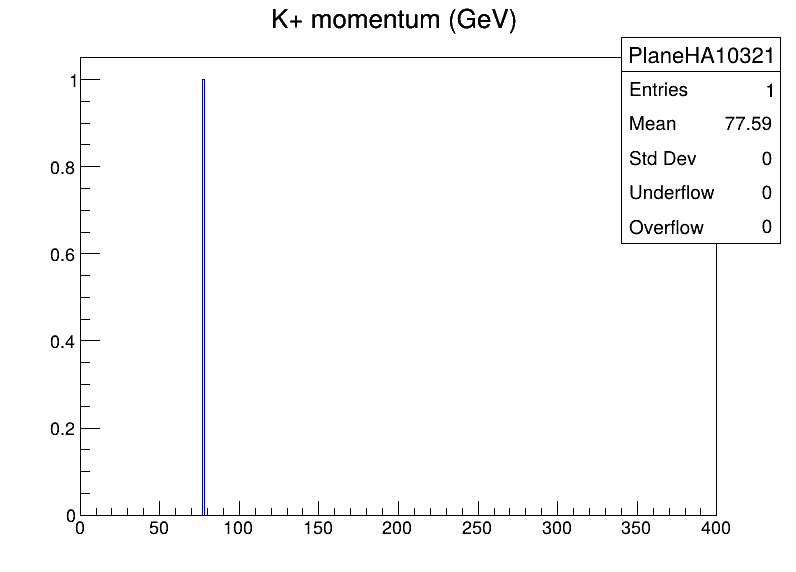 K+ momentum (GeV)
PlaneHA10321
Entries 1
Mean 77.59
Std Dev 0
Underflow 0
Overflow 0
1
0.8
0.6
0.4
0.2
0
0 50 100 150 200 250 300 350 400